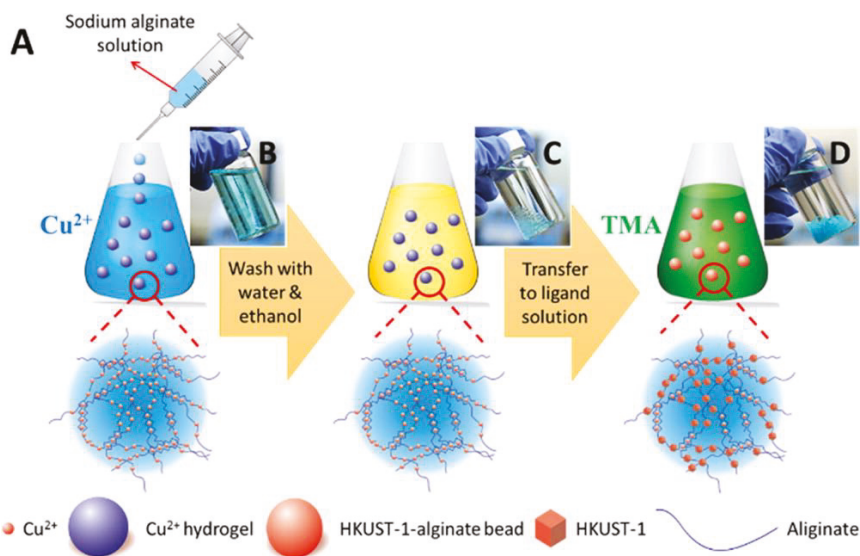 A
Sodium alginate
solution
B
C
D
Cu²⁺
TMA
Wash with
water &
ethanol
Transfer
to ligand
solution
Cu²⁺
Cu²⁺ hydrogel
HKUST-1-alginate bead
HKUST-1
Aliginate